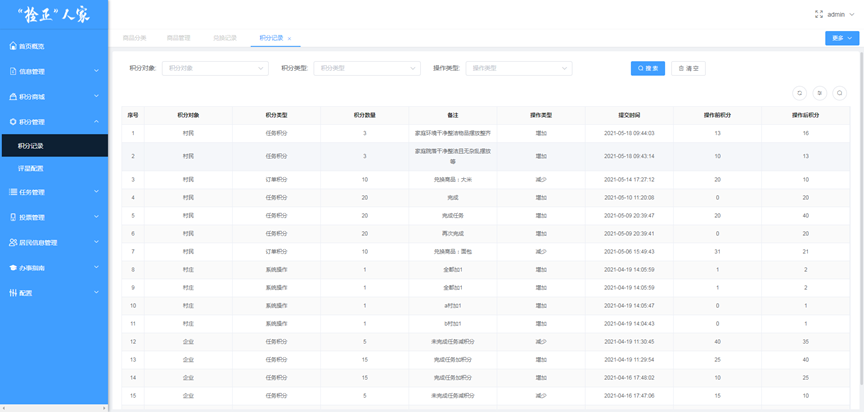 “栓正”人家
admin
首页概览
信息管理
积分商城
积分管理
积分记录
评星配置
任务管理
投票管理
居民信息管理
办事指南
配置
商品分类 商品管理 兑换记录 积分记录 ×
更多
积分对象: 积分对象 积分类型: 积分类型 操作类型: 操作类型 搜 索 清 空
序号 积分对象 积分类型 积分数量 备注 操作类型 提交时间 操作前积分 操作后积分
1 村民 任务积分 3 家庭环境干净整洁物品摆放整齐 增加 2021-05-18 09:44:03 13 16
2 村民 任务积分 3 家庭院落干净整洁且无杂乱摆放等 增加 2021-05-18 09:43:14 10 13
3 村民 订单积分 10 兑换商品：大米 减少 2021-05-14 17:27:12 20 10
4 村民 任务积分 20 完成 增加 2021-05-10 11:20:08 0 20
5 村民 任务积分 20 完成任务 增加 2021-05-09 20:39:47 20 40
6 村民 任务积分 20 再次完成 增加 2021-05-09 20:39:41 0 20
7 村民 订单积分 10 兑换商品：面包 减少 2021-05-06 15:49:43 31 21
8 村庄 系统操作 1 全都加1 增加 2021-04-19 14:05:59 1 2
9 村庄 系统操作 1 全都加1 增加 2021-04-19 14:05:59 1 2
10 村庄 系统操作 1 a村加1 增加 2021-04-19 14:05:47 0 1
11 村庄 系统操作 1 b村加1 增加 2021-04-19 14:04:43 0 1
12 企业 任务积分 5 未完成任务减积分 减少 2021-04-19 11:30:45 40 35
13 企业 任务积分 15 完成任务加积分 增加 2021-04-19 11:29:54 25 40
14 企业 任务积分 15 完成任务加积分 增加 2021-04-16 17:48:02 10 25
15 企业 任务积分 5 未完成任务减积分 减少 2021-04-16 17:47:06 15 10